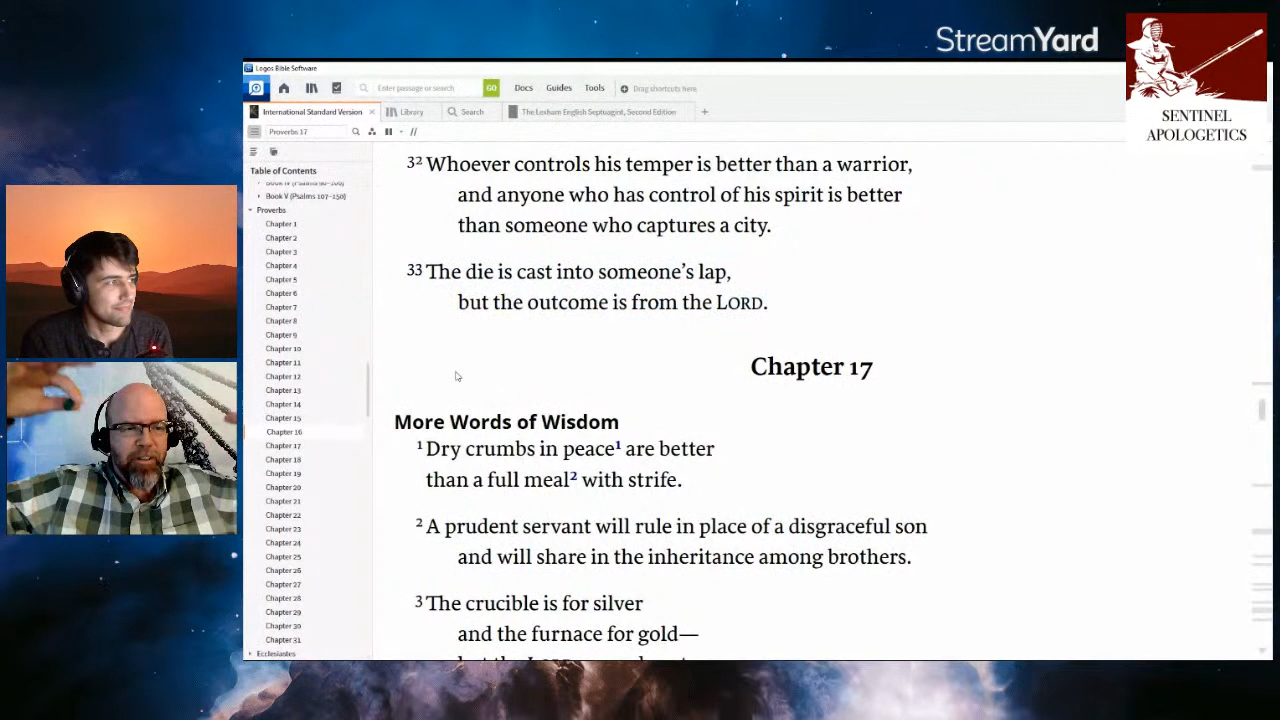 StreamYard
SENTINEL
APOLOGETICS
Logos Bible Software
Enter passage or search
GO
Docs
Guides
Tools
Drag shortcuts here
International Standard Version
Library
Search
The Lexham English Septuagint, Second Edition
Proverbs 17
Table of Contents
Book IV (Psalms 90–106)
Book V (Psalms 107–150)
Proverbs
Chapter 1
Chapter 2
Chapter 3
Chapter 4
Chapter 5
Chapter 6
Chapter 7
Chapter 8
Chapter 9
Chapter 10
Chapter 11
Chapter 12
Chapter 13
Chapter 14
Chapter 15
Chapter 16
Chapter 17
Chapter 18
Chapter 19
Chapter 20
Chapter 21
Chapter 22
Chapter 23
Chapter 24
Chapter 25
Chapter 26
Chapter 27
Chapter 28
Chapter 29
Chapter 30
Chapter 31
Ecclesiastes
32 Whoever controls his temper is better than a warrior,
and anyone who has control of his spirit is better
than someone who captures a city.
33 The die is cast into someone's lap,
but the outcome is from the LORD.
Chapter 17
More Words of Wisdom
1 Dry crumbs in peace1 are better
than a full meal2 with strife.
2 A prudent servant will rule in place of a disgraceful son
and will share in the inheritance among brothers.
3 The crucible is for silver
and the furnace for gold—